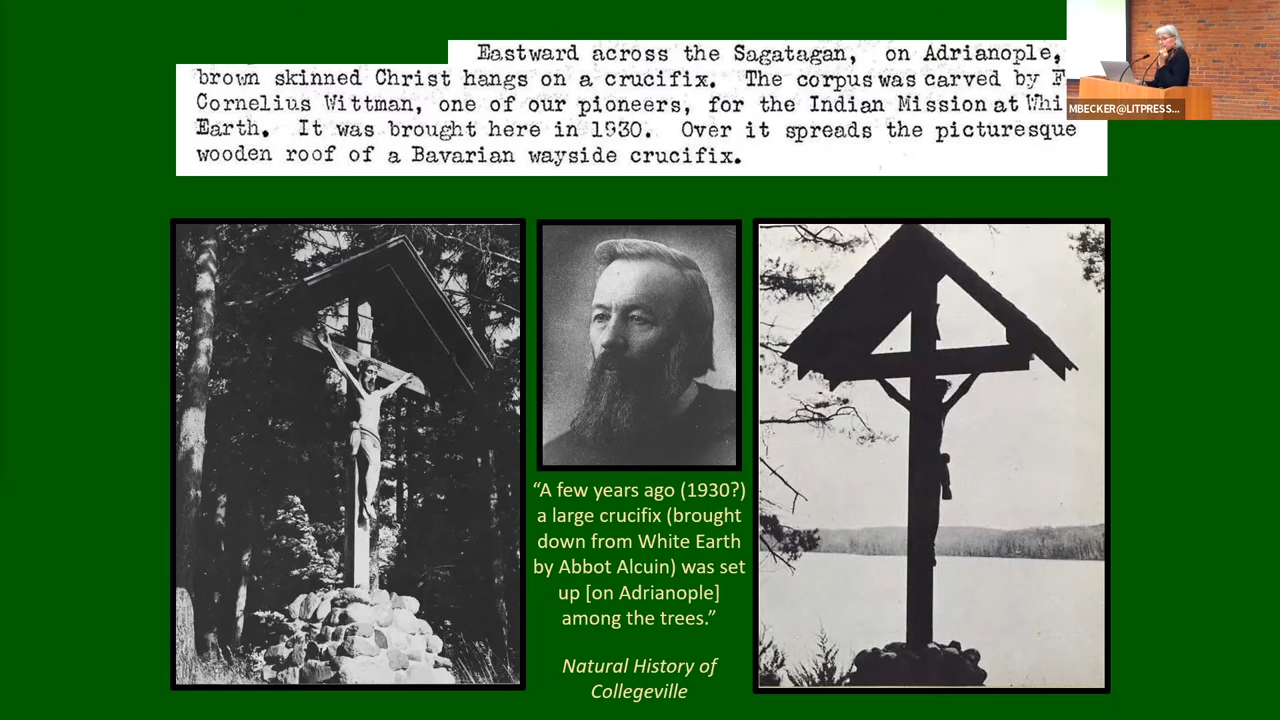 Eastward across the Sagatagan, on Adrianople,
brown skinned Christ hangs on a crucifix. The corpus was carved by F
Cornelius Wittman, one of our pioneers, for the Indian Mission at Whi
Earth. It was brought here in 1930. Over it spreads the picturesque
wooden roof of a Bavarian wayside crucifix.
MBECKER@LITPRESS...
“A few years ago (1930?)
a large crucifix (brought
down from White Earth
by Abbot Alcuin) was set
up [on Adrianople]
among the trees.”
Natural History of
Collegeville